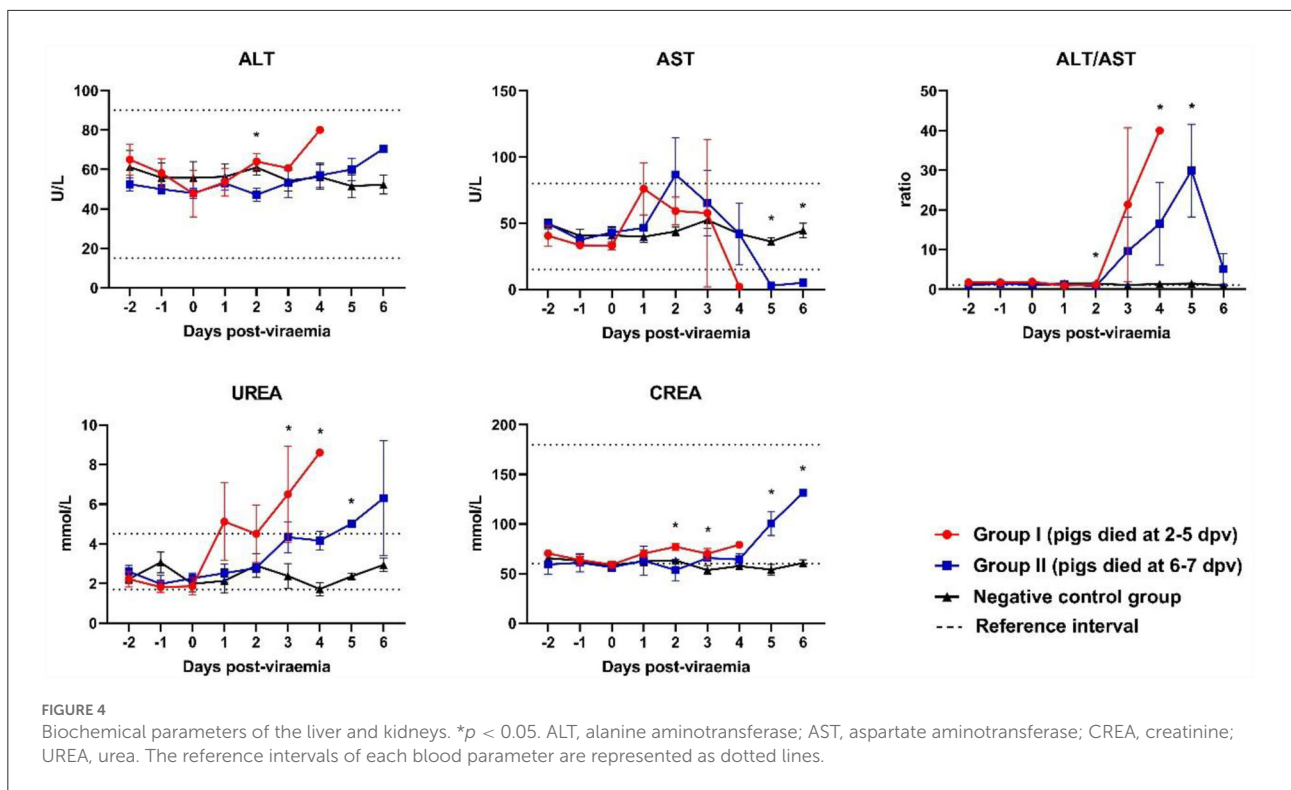 ALT
U/L
100
80
60
40
20
0
-2 -1 0 1 2 3 4 5 6
Days post-viraemia
*
AST
U/L
150
100
50
0
-2 -1 0 1 2 3 4 5 6
Days post-viraemia
* *
ALT/AST
ratio
50
40
30
20
10
0
-2 -1 0 1 2 3 4 5 6
Days post-viraemia
* * *
UREA
mmol/L
10
8
6
4
2
0
-2 -1 0 1 2 3 4 5 6
Days post-viraemia
* * *
CREA
mmol/L
200
150
100
50
0
-2 -1 0 1 2 3 4 5 6
Days post-viraemia
* * * *
Group I (pigs died at 2-5 dpv)
Group II (pigs died at 6-7 dpv)
Negative control group
Reference interval
FIGURE 4
Biochemical parameters of the liver and kidneys. *p < 0.05. ALT, alanine aminotransferase; AST, aspartate aminotransferase; CREA, creatinine;
UREA, urea. The reference intervals of each blood parameter are represented as dotted lines.